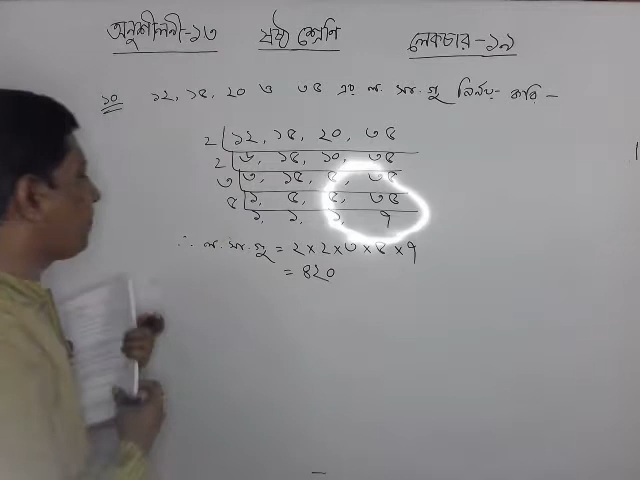 অনুশীলনী-১৩ ষষ্ঠ শ্রেণি লেকচার-১৯
১০ ১২, ১৫, ২০ ও ৩৫ এর ল. সা. গু নির্নয় করি -
২ ১২, ১৫, ২০, ৩৫
২ ৬, ১৫, ১০, ৩৫
৩ ৩, ১৫, ৫, ৩৫
৫ ১, ৫, ৫, ৩৫
১, ১, ১, ৭
∴ ল. সা. গু = ২ × ২ × ৩ × ৫ × ৭
= ৪২০